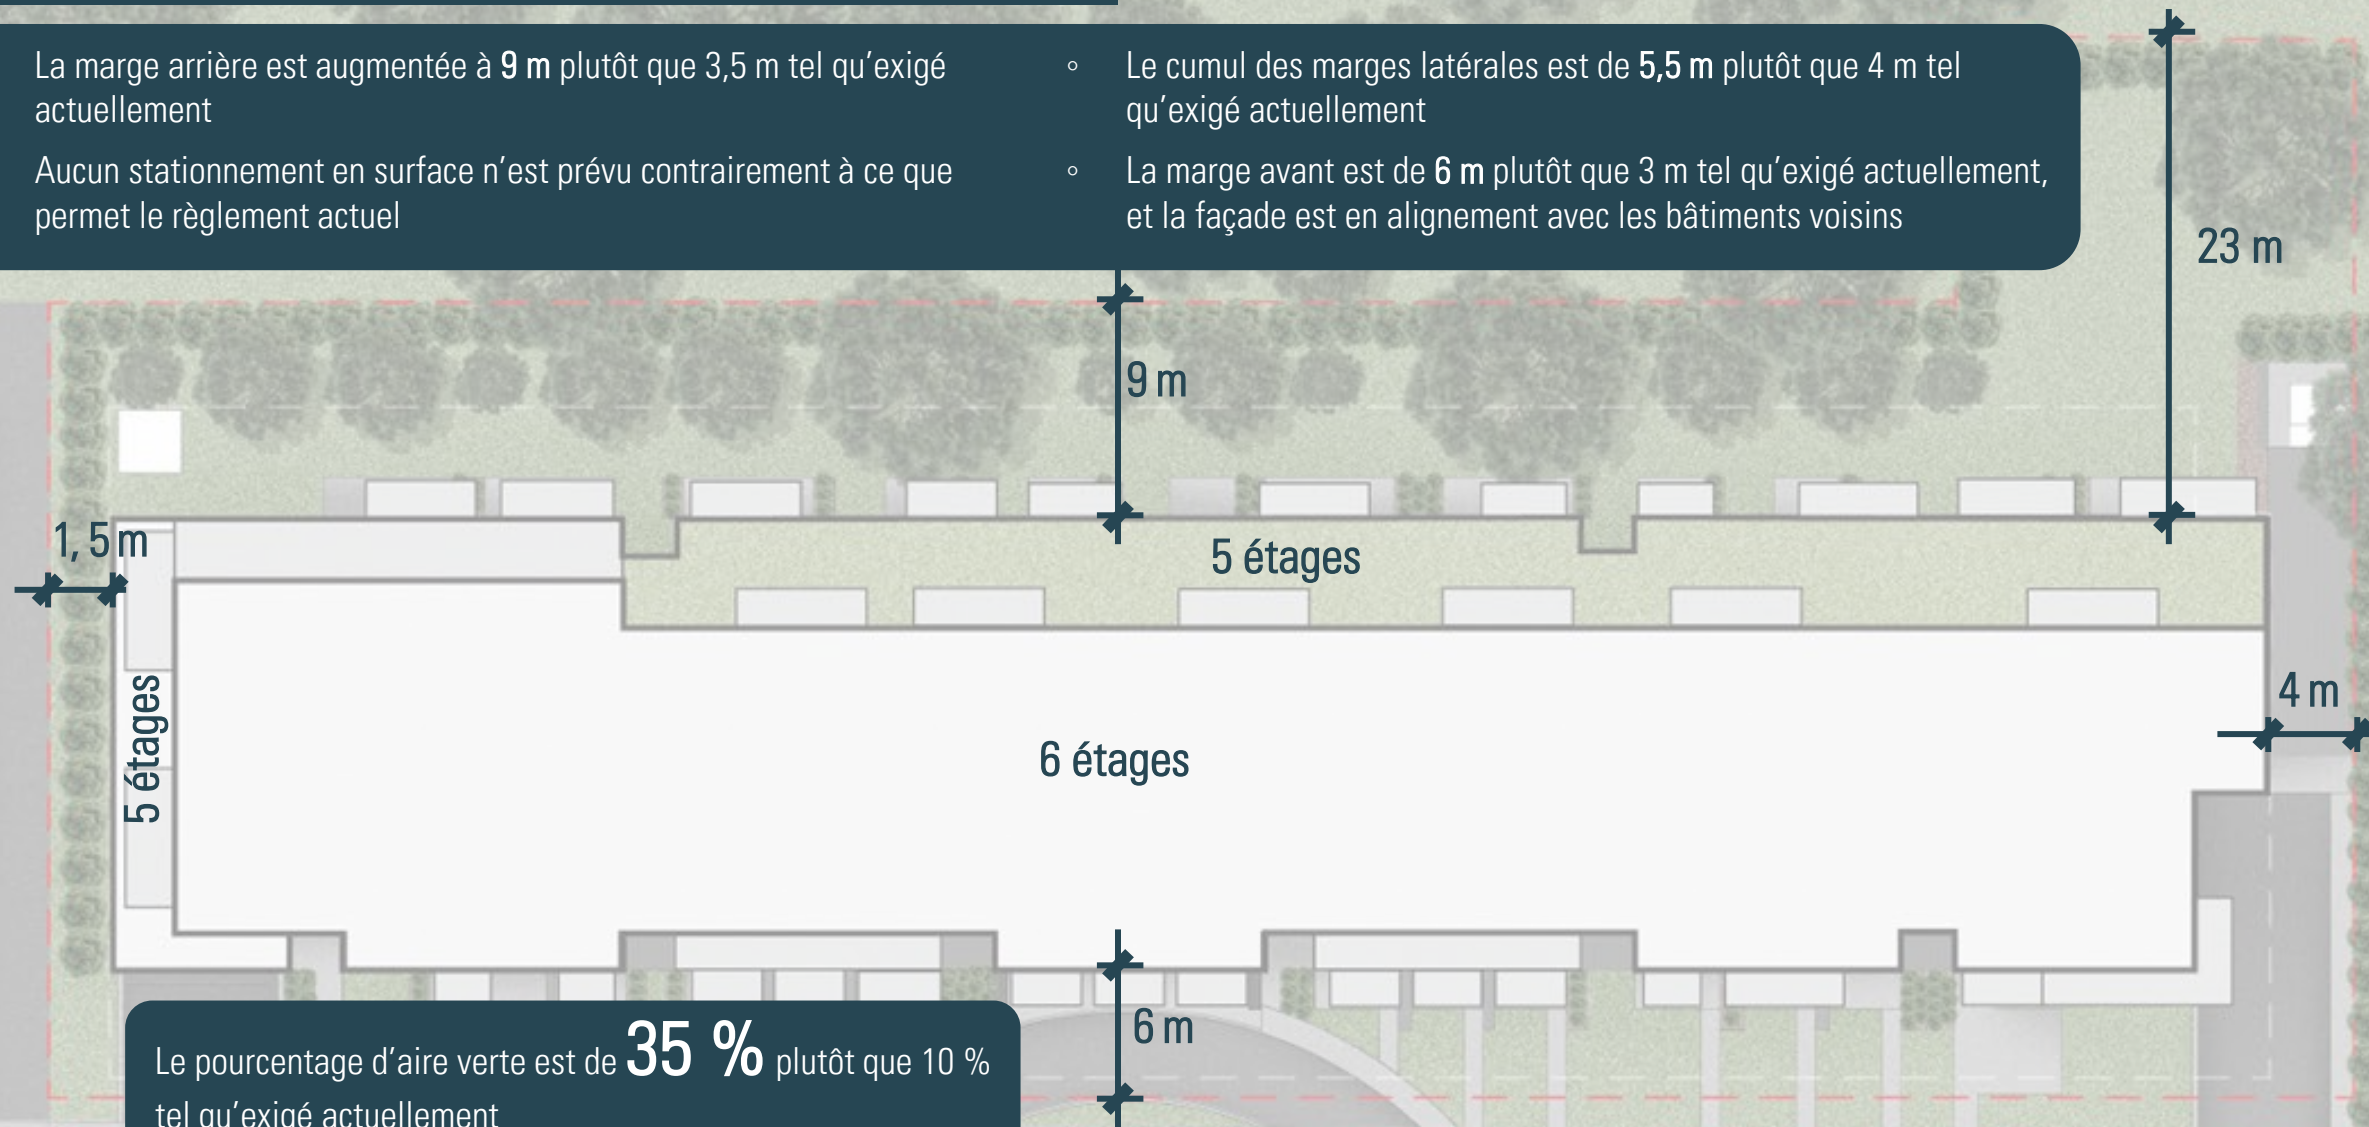 La marge arrière est augmentée à 9 m plutôt que 3,5 m tel qu'exigé
actuellement
Aucun stationnement en surface n'est prévu contrairement à ce que
permet le règlement actuel
◦ Le cumul des marges latérales est de 5,5 m plutôt que 4 m tel
qu'exigé actuellement
◦ La marge avant est de 6 m plutôt que 3 m tel qu'exigé actuellement,
et la façade est en alignement avec les bâtiments voisins
23 m
9 m
1, 5 m
5 étages
5 étages
4 m
6 étages
6 m
Le pourcentage d'aire verte est de 35 % plutôt que 10 %
tel qu'exigé actuellement